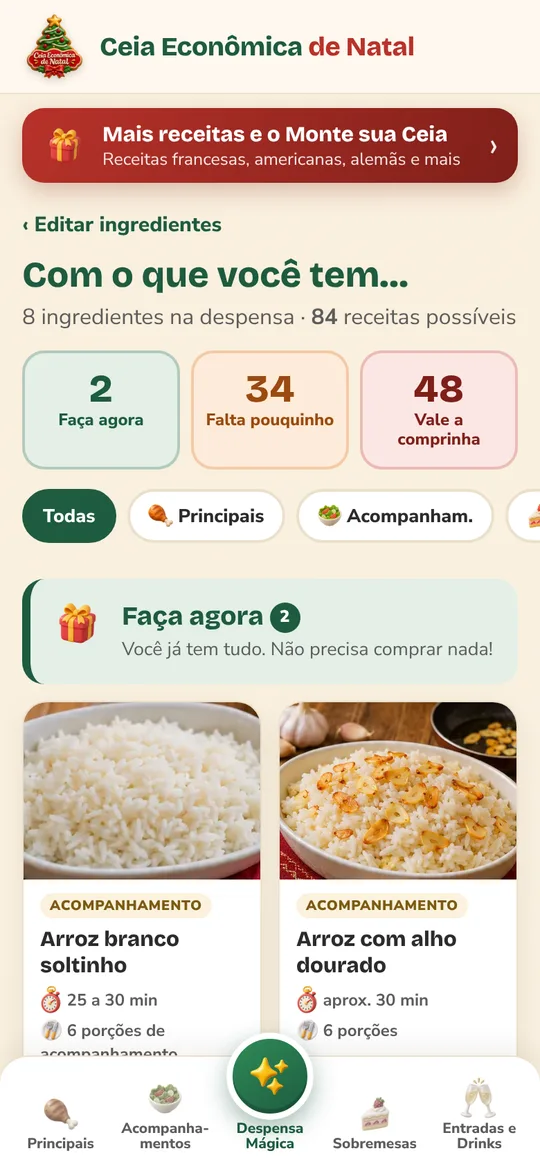 Ceia Econômica
de Natal
Ceia Econômica de Natal
Mais receitas e o Monte sua Ceia
Receitas francesas, americanas, alemãs e mais
›
‹ Editar ingredientes
Com o que você tem...
8 ingredientes na despensa · 84 receitas possíveis
2
Faça agora
34
Falta pouquinho
48
Vale a
comprinha
Todas
Principais
Acompanham.
Faça agora 2
Você já tem tudo. Não precisa comprar nada!
ACOMPANHAMENTO
Arroz branco
soltinho
25 a 30 min
6 porções de
acompanhamento
ACOMPANHAMENTO
Arroz com alho
dourado
aprox. 30 min
6 porções
Principais
Acompanha-
mentos
Despensa
Mágica
Sobremesas
Entradas e
Drinks